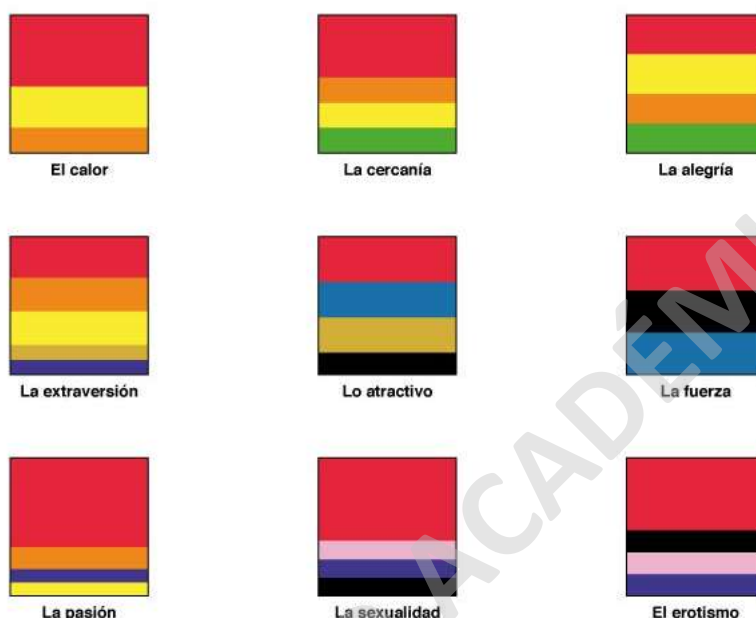 El calor
La cercanía
La alegría
La extraversión
Lo atractivo
La fuerza
La pasión
La sexualidad
El erotismo